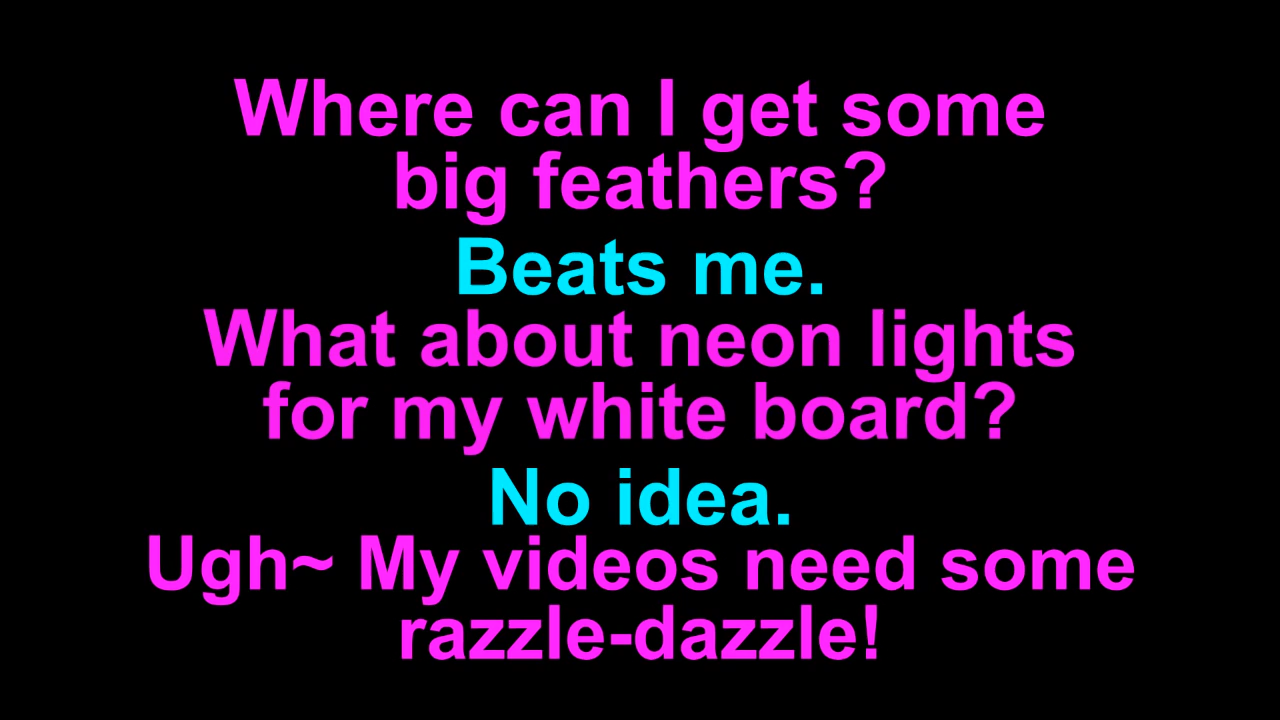 Where can I get some
big feathers?
Beats me.
What about neon lights
for my white board?
No idea.
Ugh~ My videos need some
razzle-dazzle!